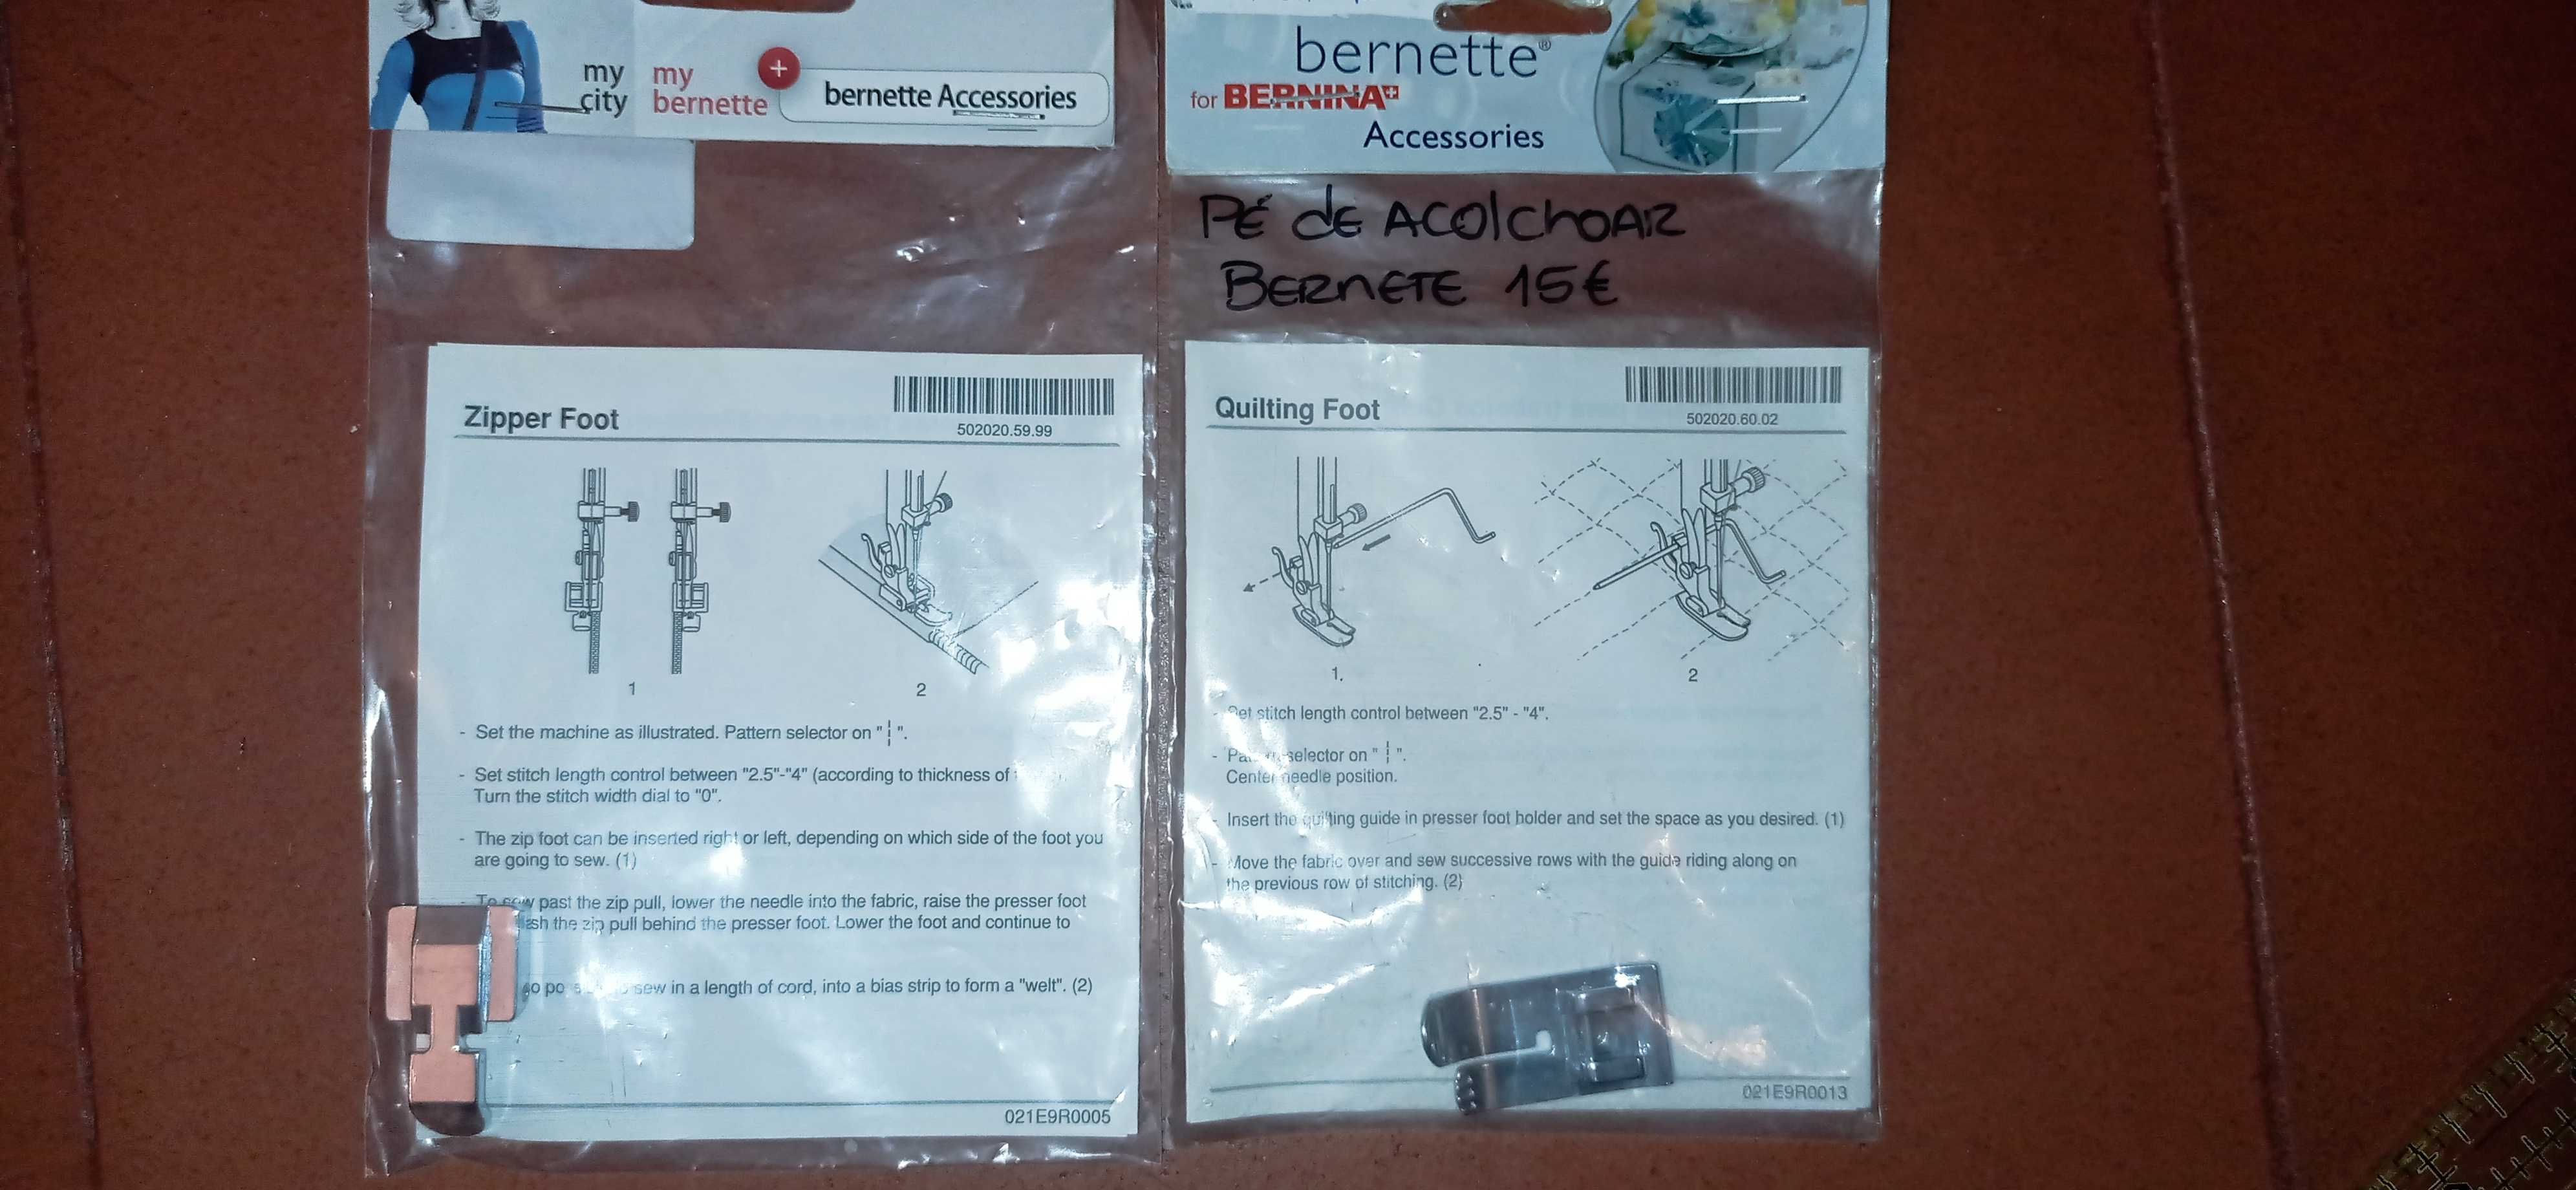 my my
city bernette
+
bernette Accessories
Zipper Foot
502020.59.99
1
2
- Set the machine as illustrated. Pattern selector on "¦".
- Set stitch length control between "2.5"-"4" (according to thickness of
Turn the stitch width dial to "0".
- The zip foot can be inserted right or left, depending on which side of the foot you
are going to sew. (1)
- To sew past the zip pull, lower the needle into the fabric, raise the presser foot
the zip pull behind the presser foot. Lower the foot and continue to
sew in a length of cord, into a bias strip to form a "welt". (2)
021E9R0005
bernette®
for BERNINA+
Accessories
PÉ dE ACOlChOAR
BERNETE 15€
Quilting Foot
502020.60.02
1.
2
- Set stitch length control between "2.5" - "4".
- selector on "¦".
Center needle position.
- Insert the quilting guide in presser foot holder and set the space as you desired. (1)
- Move the fabric over and sew successive rows with the guide riding along on
the previous row of stitching. (2)
021E9R0013